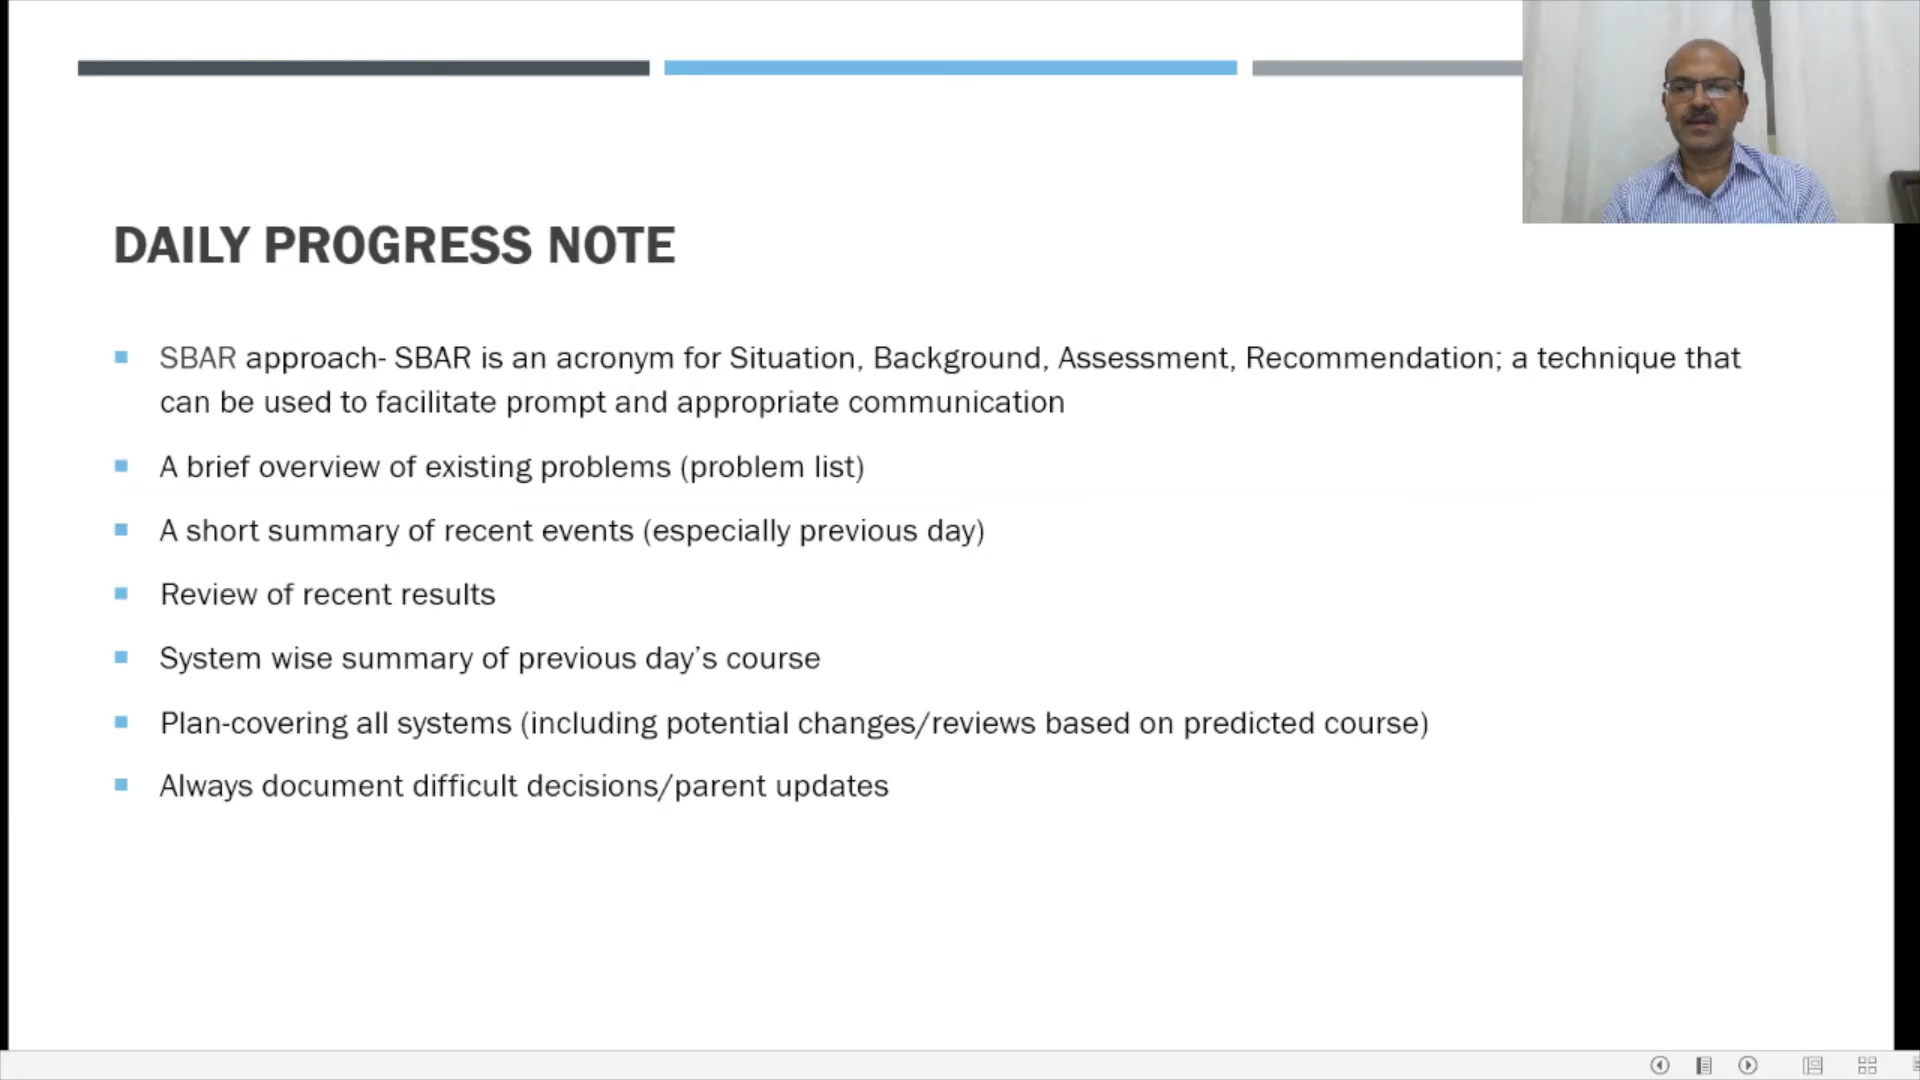 DAILY PROGRESS NOTE
SBAR approach- SBAR is an acronym for Situation, Background, Assessment, Recommendation; a technique that
can be used to facilitate prompt and appropriate communication
A brief overview of existing problems (problem list)
A short summary of recent events (especially previous day)
Review of recent results
System wise summary of previous day’s course
Plan-covering all systems (including potential changes/reviews based on predicted course)
Always document difficult decisions/parent updates